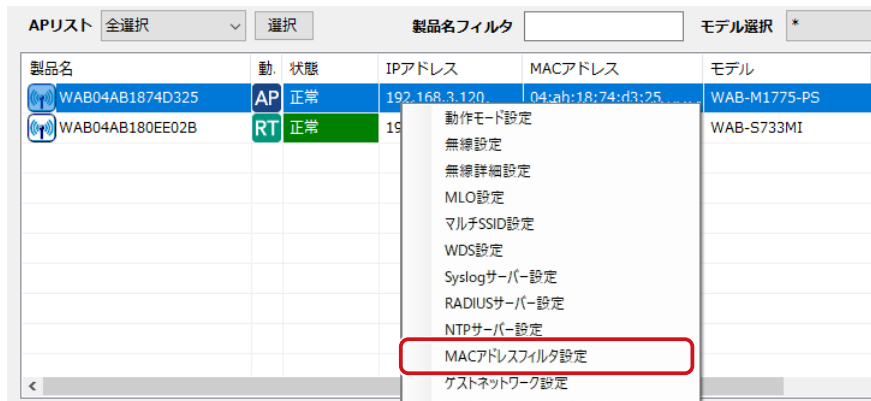 APリスト 全選択 選択 製品名フィルタ モデル選択 *
製品名 動. 状態 IPアドレス MACアドレス モデル
WAB04AB1874D325 AP 正常 192.168.3.120 04:ab:18:74:d3:25 WAB-M1775-PS
WAB04AB180EE02B RT 正常 19 WAB-S733MI
動作モード設定
無線設定
無線詳細設定
MLO設定
マルチSSID設定
WDS設定
Syslogサーバー設定
RADIUSサーバー設定
NTPサーバー設定
MACアドレスフィルタ設定
ゲストネットワーク設定